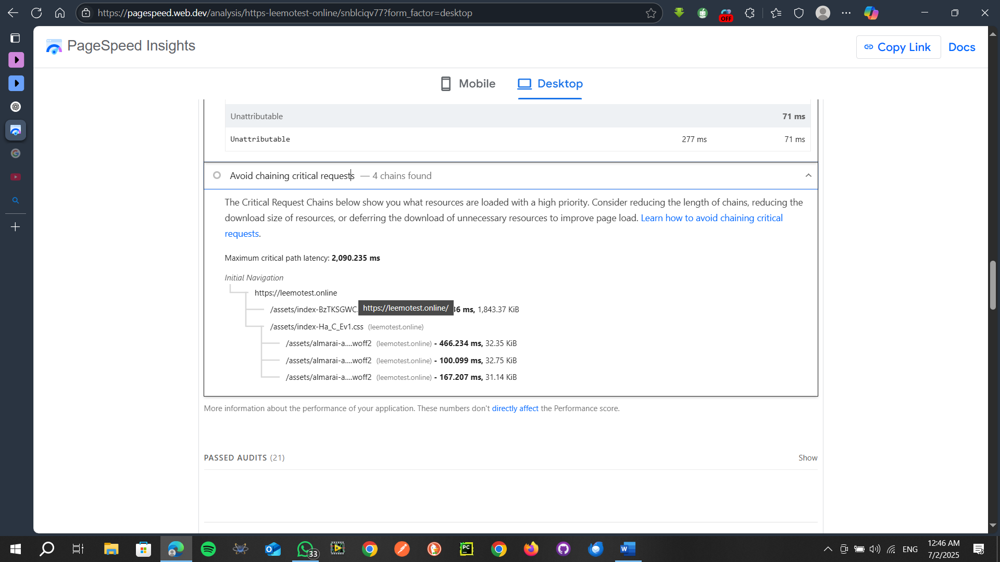 https://pagespeed.web.dev/analysis/https-leemotest-online/snblciqv77?form_factor=desktop
OFF
PageSpeed Insights
Copy Link
Docs
Mobile
Desktop
Unattributable 71 ms
Unattributable 277 ms 71 ms
Avoid chaining critical requests — 4 chains found
The Critical Request Chains below show you what resources are loaded with a high priority. Consider reducing the length of chains, reducing the
download size of resources, or deferring the download of unnecessary resources to improve page load. Learn how to avoid chaining critical
requests.
Maximum critical path latency: 2,090.235 ms
Initial Navigation
https://leemotest.online
/assets/index-BzTKSGWC. https://leemotest.online/ 36 ms, 1,843.37 KiB
/assets/index-Ha_C_Ev1.css (leemotest.online)
/assets/almarai-a....woff2 (leemotest.online) - 466.234 ms, 32.35 KiB
/assets/almarai-a....woff2 (leemotest.online) - 100.099 ms, 32.75 KiB
/assets/almarai-a....woff2 (leemotest.online) - 167.207 ms, 31.14 KiB
More information about the performance of your application. These numbers don't directly affect the Performance score.
PASSED AUDITS (21)
Show
33
PC
W
ENG
12:46 AM
7/2/2025